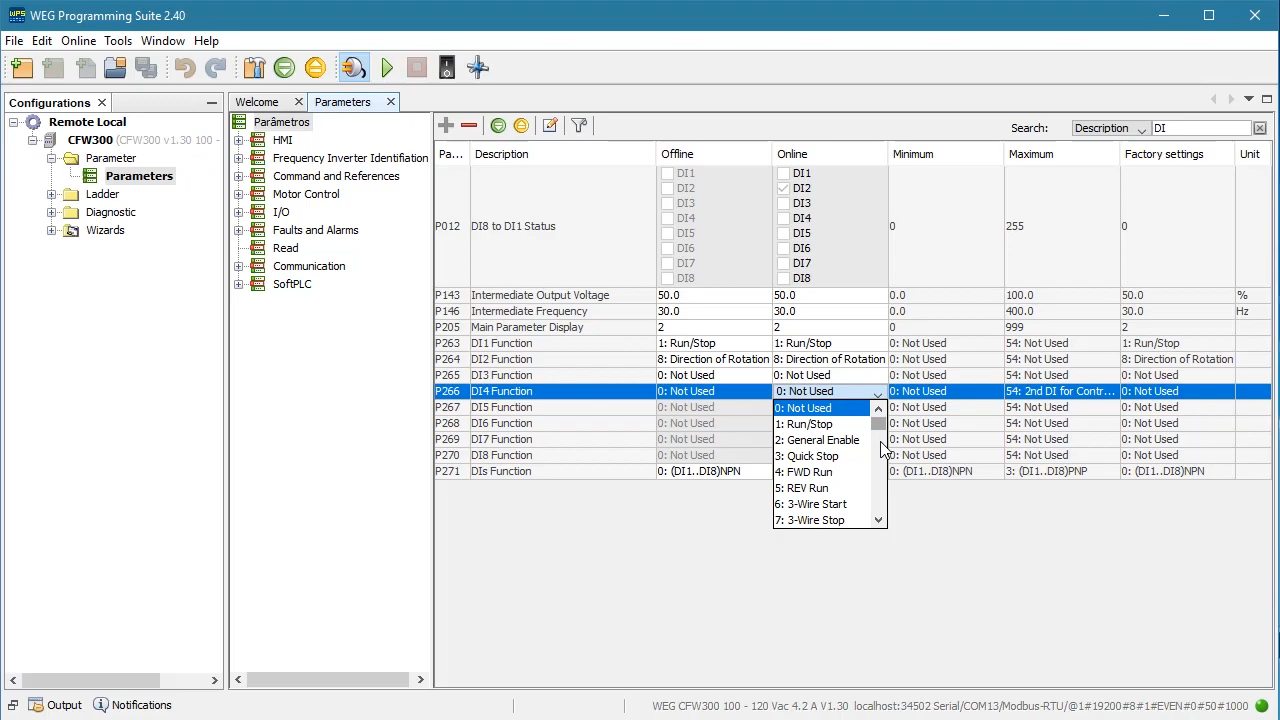 WPS WEG Programming Suite 2.40
File Edit Online Tools Window Help
Configurations
Remote Local
CFW300 (CFW300 v1.30 100 -
Parameter
Parameters
Ladder
Diagnostic
Wizards
Welcome Parameters
Parâmetros
HMI
Frequency Inverter Identifiation
Command and References
Motor Control
I/O
Faults and Alarms
Read
Communication
SoftPLC
Search: Description DI
Pa... Description Offline Online Minimum Maximum Factory settings Unit
DI1 DI1
DI2 DI2
DI3 DI3
DI4 DI4
P012 DI8 to DI1 Status 0 255 0
DI5 DI5
DI6 DI6
DI7 DI7
DI8 DI8
P143 Intermediate Output Voltage 50.0 50.0 0.0 100.0 50.0 %
P146 Intermediate Frequency 30.0 30.0 0.0 400.0 30.0 Hz
P205 Main Parameter Display 2 2 0 999 2
P263 DI1 Function 1: Run/Stop 1: Run/Stop 0: Not Used 54: Not Used 1: Run/Stop
P264 DI2 Function 8: Direction of Rotation 8: Direction of Rotation 0: Not Used 54: Not Used 8: Direction of Rotation
P265 DI3 Function 0: Not Used 0: Not Used 0: Not Used 54: Not Used 0: Not Used
P266 DI4 Function 0: Not Used 0: Not Used 0: Not Used 54: 2nd DI for Contr... 0: Not Used
P267 DI5 Function 0: Not Used 0: Not Used 0: Not Used 54: Not Used 0: Not Used
P268 DI6 Function 0: Not Used 1: Run/Stop 0: Not Used 54: Not Used 0: Not Used
P269 DI7 Function 0: Not Used 2: General Enable 0: Not Used 54: Not Used 0: Not Used
P270 DI8 Function 0: Not Used 3: Quick Stop 0: Not Used 54: Not Used 0: Not Used
P271 DIs Function 0: (DI1..DI8)NPN 4: FWD Run 0: (DI1..DI8)NPN 3: (DI1..DI8)PNP 0: (DI1..DI8)NPN
5: REV Run
6: 3-Wire Start
7: 3-Wire Stop
Output Notifications WEG CFW300 100 - 120 Vac 4.2 A V1.30 localhost:34502 Serial/COM13/Modbus-RTU/@1#19200#8#1#EVEN#0#50#1000